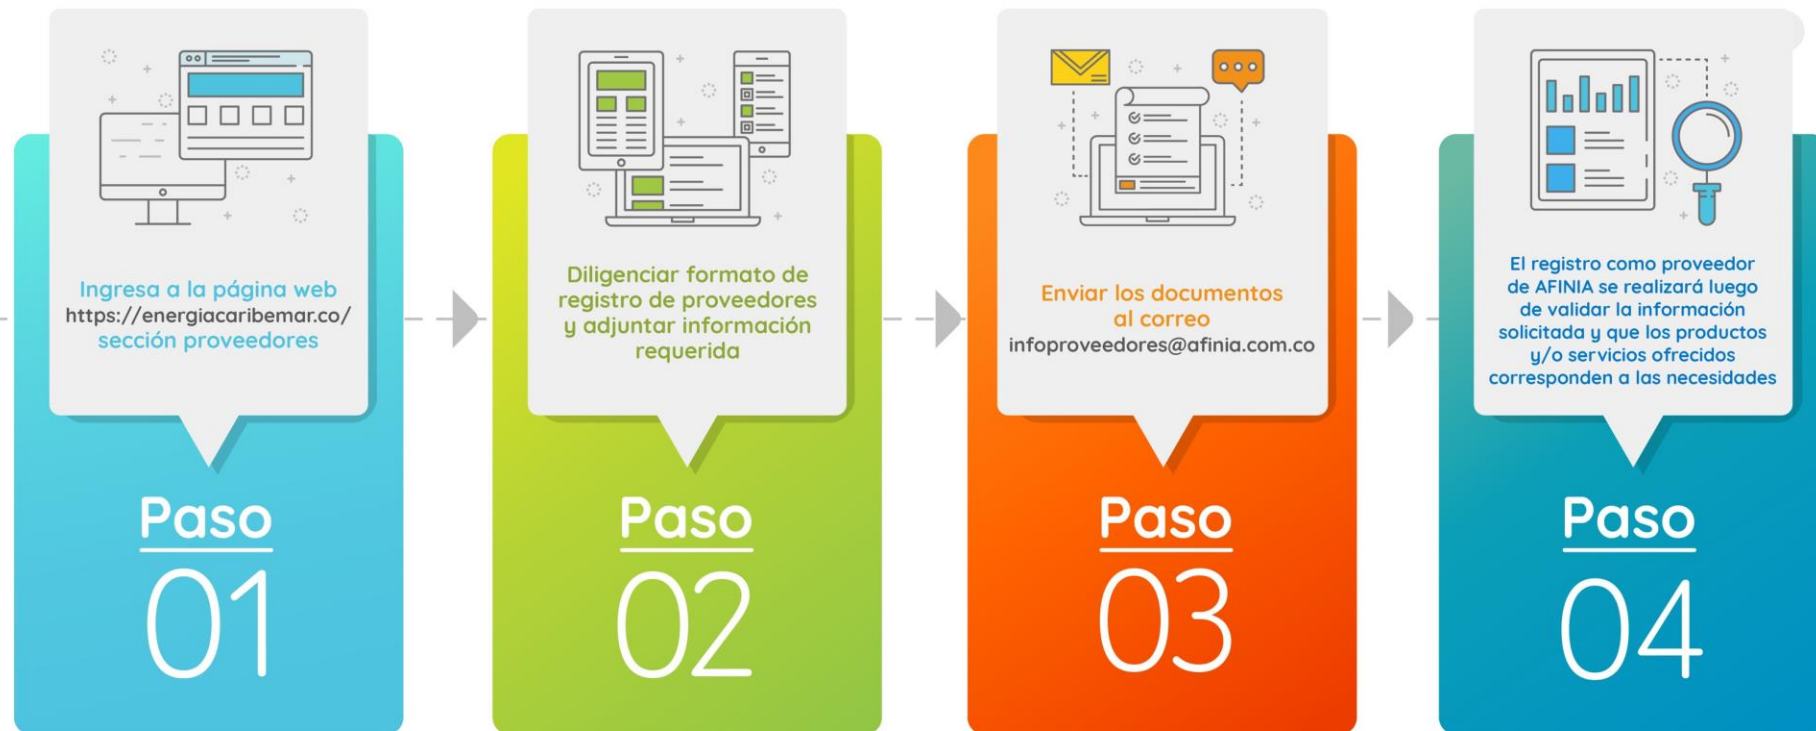 Ingresa a la página web
https://energiacaribemar.co/
sección proveedores
Paso
01
Diligenciar formato de
registro de proveedores
y adjuntar información
requerida
Paso
02
Enviar los documentos
al correo
infoproveedores@afinia.com.co
Paso
03
El registro como proveedor
de AFINIA se realizará luego
de validar la información
solicitada y que los productos
y/o servicios ofrecidos
corresponden a las necesidades
Paso
04